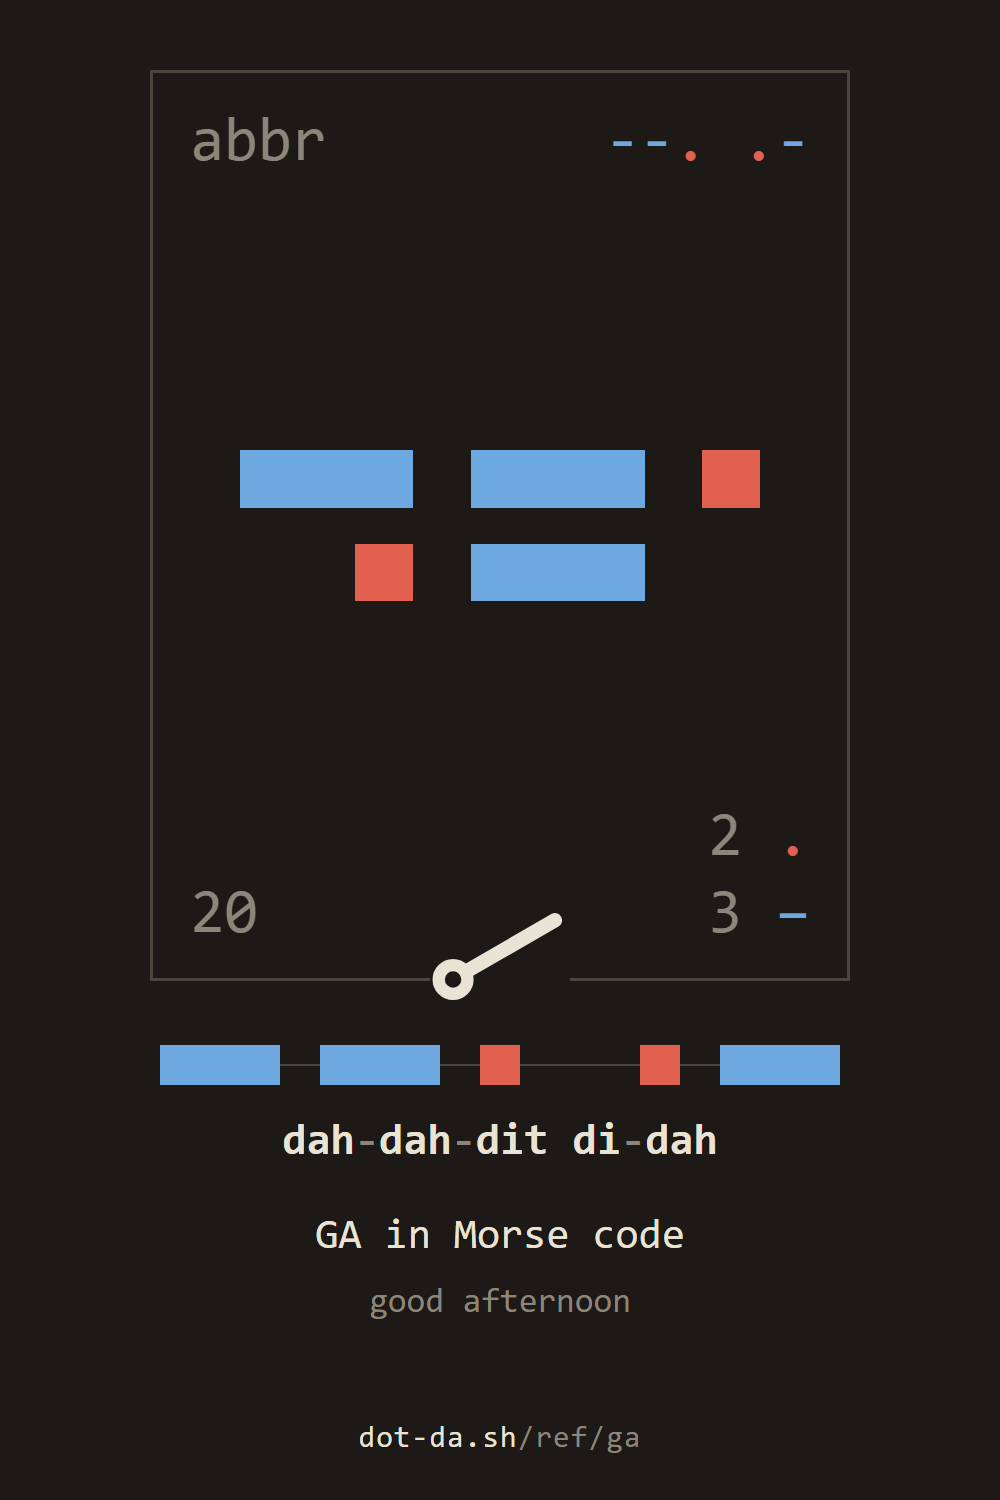 abbr --. .-
2 .
20 3 -
dah-dah-dit di-dah
GA in Morse code
good afternoon
dot-da.sh/ref/ga